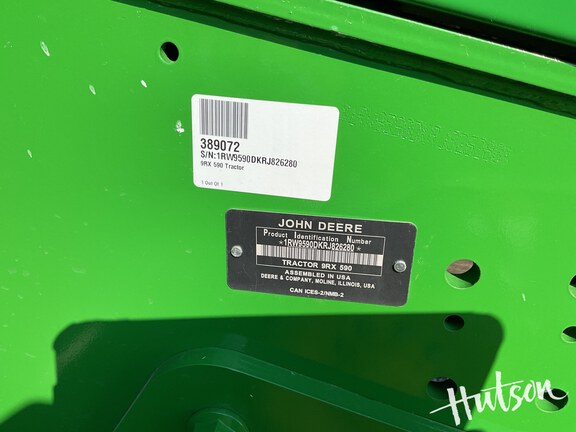 389072
S/N:1RW9590DKRJ826280
9RX 590 Tractor
1 Out Of 1
JOHN DEERE
Product Identification Number
*1RW9590DKRJ826280*
TRACTOR 9RX 590
ASSEMBLED IN USA
DEERE & COMPANY, MOLINE, ILLINOIS, USA
CAN ICES-2/NMB-2
Hutson